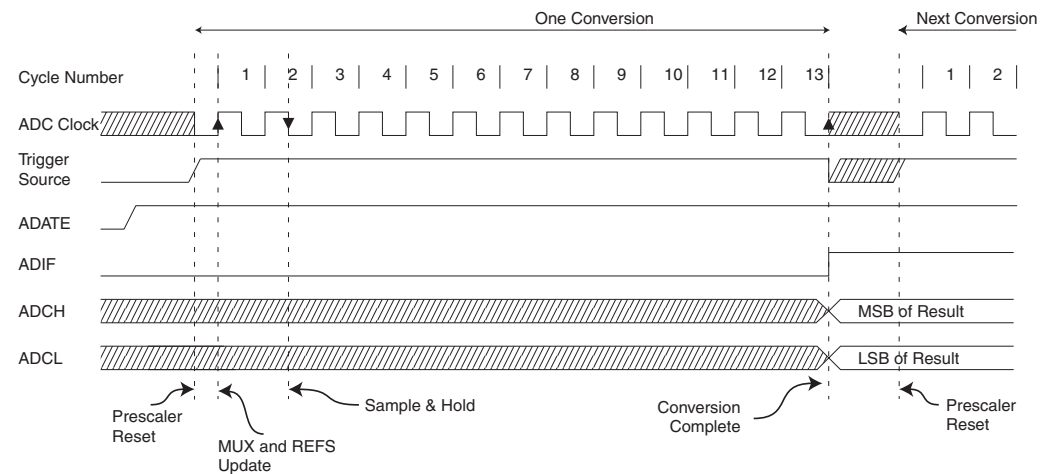 One Conversion
Next Conversion
Cycle Number
1 2 3 4 5 6 7 8 9 10 11 12 13 1 2
ADC Clock
Trigger
Source
ADATE
ADIF
ADCH
MSB of Result
ADCL
LSB of Result
Prescaler
Reset
MUX and REFS
Update
Sample & Hold
Conversion
Complete
Prescaler
Reset